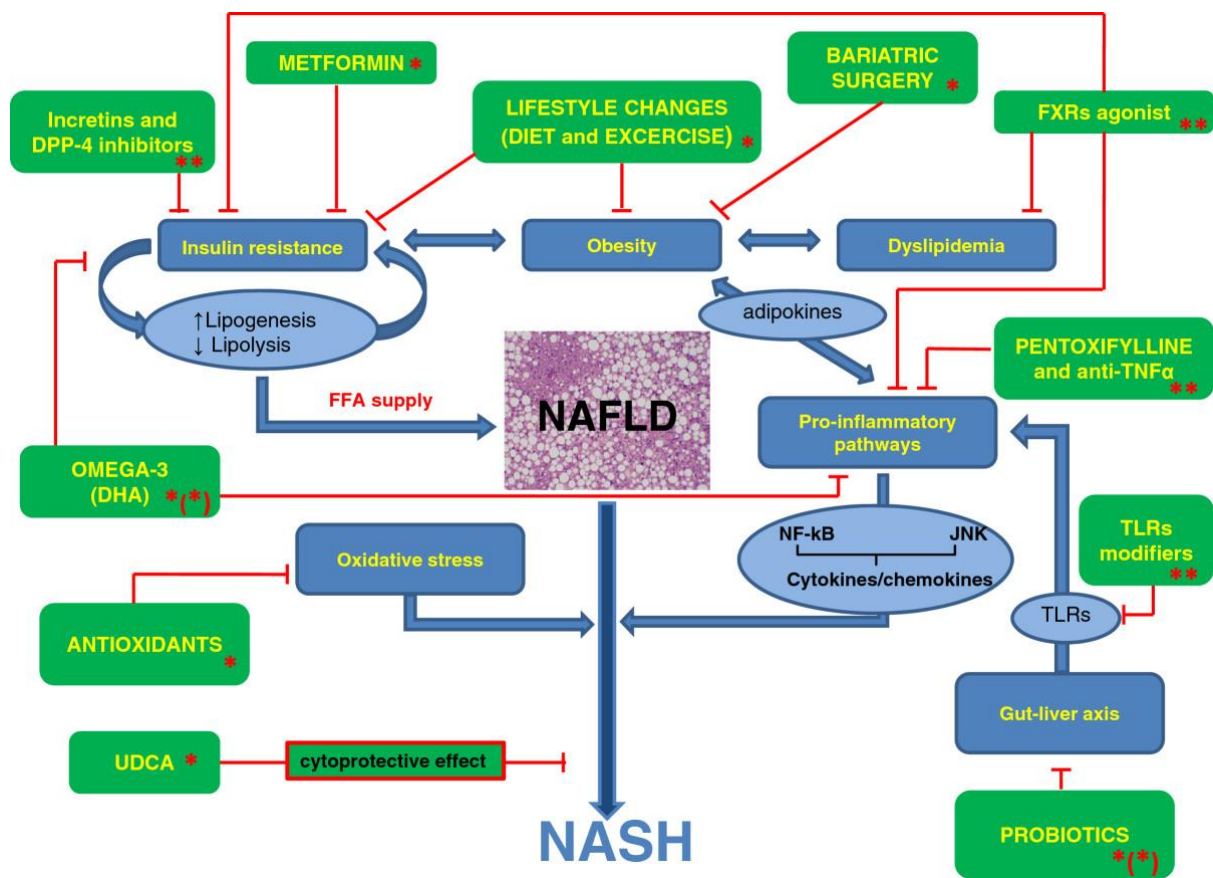 METFORMIN *
BARIATRIC
SURGERY *
Incretins and
DPP-4 inhibitors
**
LIFESTYLE CHANGES
(DIET and EXCERCISE)
*
FXRs agonist
**
Insulin resistance
Obesity
Dyslipidemia
↑Lipogenesis
↓ Lipolysis
adipokines
FFA supply
NAFLD
PENTOXIFYLLINE
and anti-TNFα
**
Pro-inflammatory
pathways
OMEGA-3
(DHA)
*(*)
NF-kB JNK
Cytokines/chemokines
TLRs
modifiers
**
Oxidative stress
TLRs
ANTIOXIDANTS
*
Gut-liver axis
UDCA *
cytoprotective effect
PROBIOTICS
*(*)
NASH